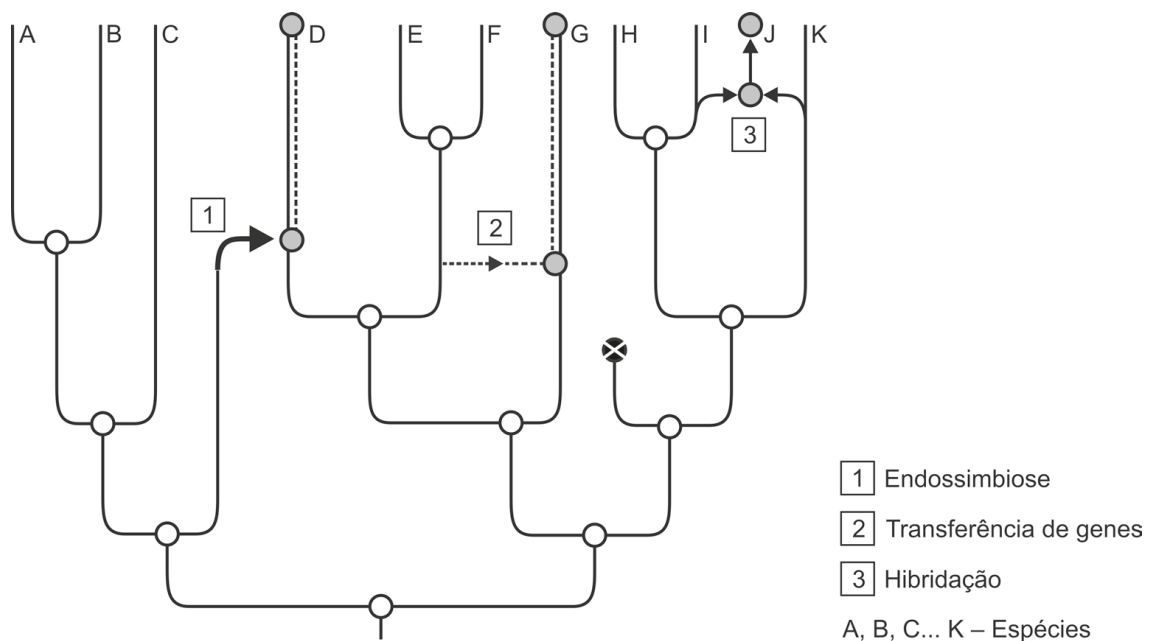 A B C D E F G H I J K
3
1
2
1 Endossimbiose
2 Transferência de genes
3 Hibridação
A, B, C... K – Espécies